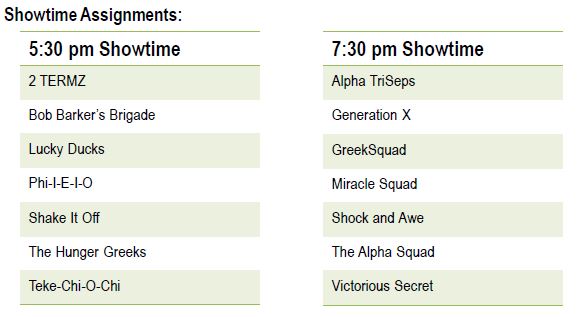 Showtime Assignments:
5:30 pm Showtime
2 TERMZ
Bob Barker's Brigade
Lucky Ducks
Phi-I-E-I-O
Shake It Off
The Hunger Greeks
Teke-Chi-O-Chi
7:30 pm Showtime
Alpha TriSeps
Generation X
GreekSquad
Miracle Squad
Shock and Awe
The Alpha Squad
Victorious Secret